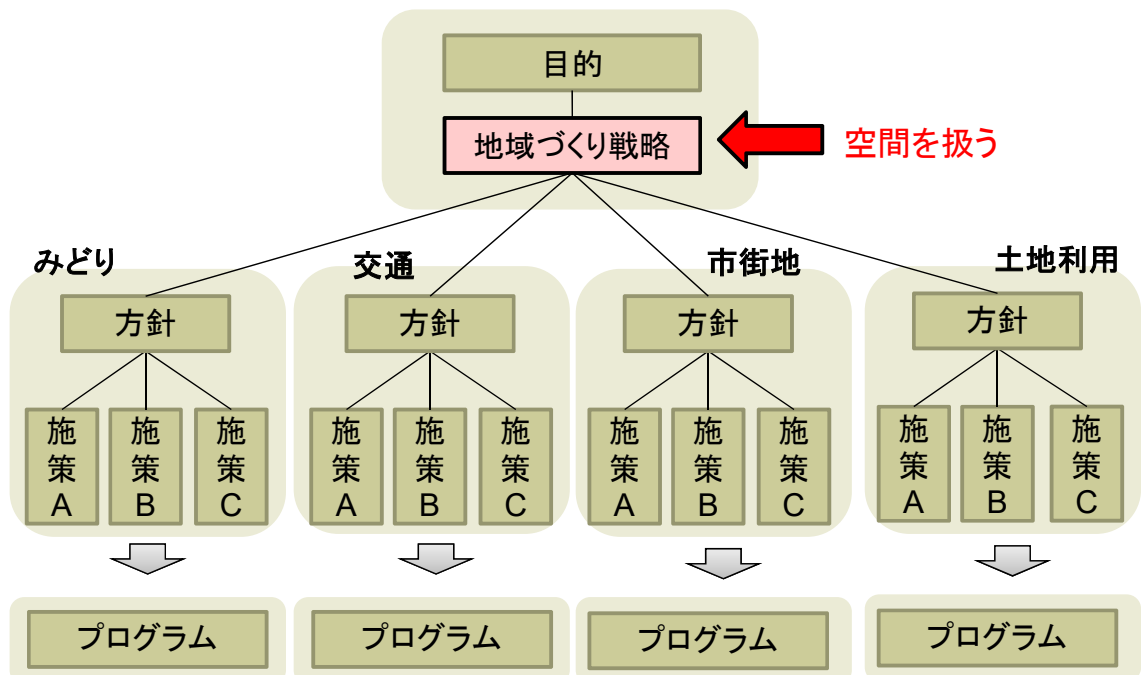 目的
地域づくり戦略
空間を扱う
みどり
交通
市街地
土地利用
方針
方針
方針
方針
施策A
施策B
施策C
施策A
施策B
施策C
施策A
施策B
施策C
施策A
施策B
施策C
プログラム
プログラム
プログラム
プログラム